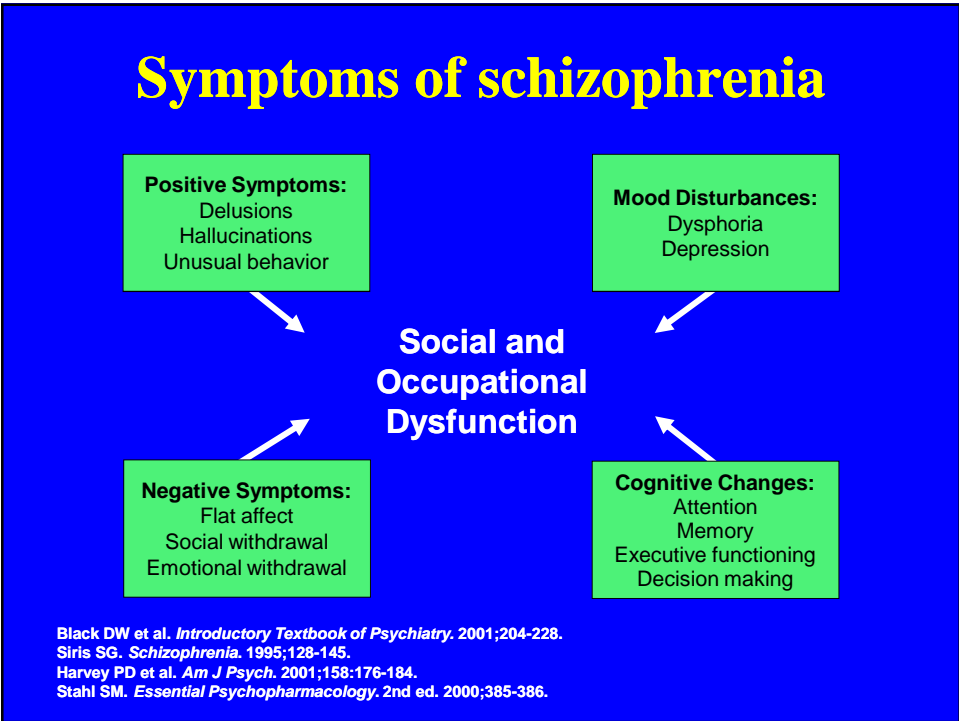 Symptoms of schizophrenia
Positive Symptoms:
Delusions
Hallucinations
Unusual behavior
Mood Disturbances:
Dysphoria
Depression
Social and
Occupational
Dysfunction
Negative Symptoms:
Flat affect
Social withdrawal
Emotional withdrawal
Cognitive Changes:
Attention
Memory
Executive functioning
Decision making
Black DW et al. Introductory Textbook of Psychiatry. 2001;204-228.
Siris SG. Schizophrenia. 1995;128-145.
Harvey PD et al. Am J Psych. 2001;158:176-184.
Stahl SM. Essential Psychopharmacology. 2nd ed. 2000;385-386.